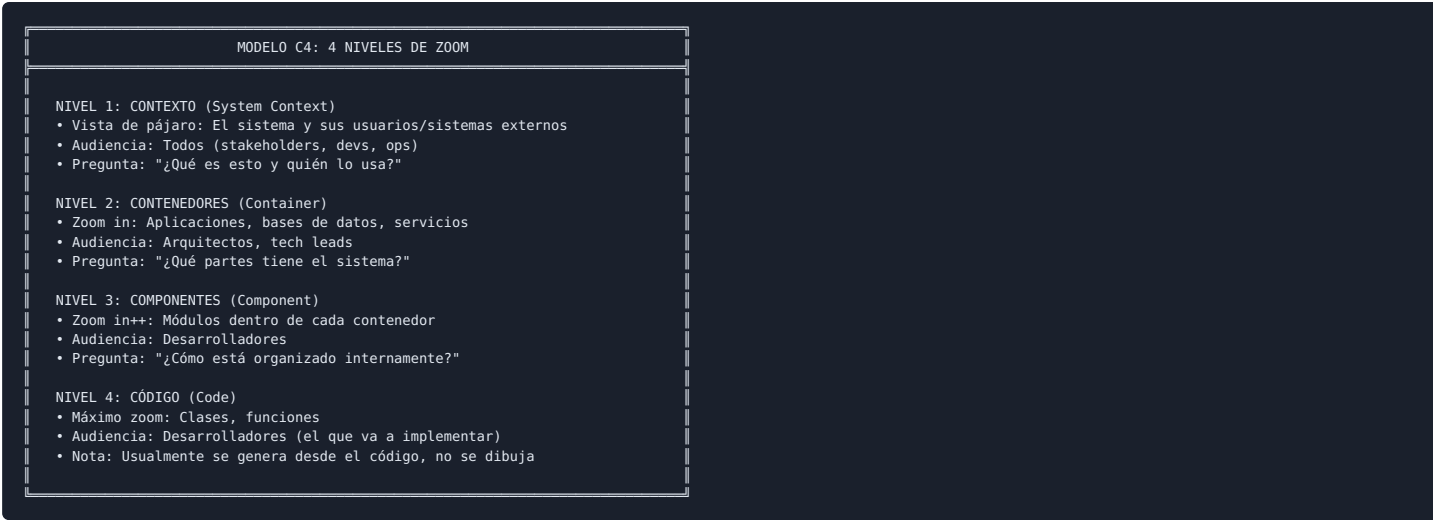 MODELO C4: 4 NIVELES DE ZOOM
NIVEL 1: CONTEXTO (System Context)
• Vista de pájaro: El sistema y sus usuarios/sistemas externos
• Audiencia: Todos (stakeholders, devs, ops)
• Pregunta: "¿Qué es esto y quién lo usa?"
NIVEL 2: CONTENEDORES (Container)
• Zoom in: Aplicaciones, bases de datos, servicios
• Audiencia: Arquitectos, tech leads
• Pregunta: "¿Qué partes tiene el sistema?"
NIVEL 3: COMPONENTES (Component)
• Zoom in++: Módulos dentro de cada contenedor
• Audiencia: Desarrolladores
• Pregunta: "¿Cómo está organizado internamente?"
NIVEL 4: CÓDIGO (Code)
• Máximo zoom: Clases, funciones
• Audiencia: Desarrolladores (el que va a implementar)
• Nota: Usualmente se genera desde el código, no se dibuja